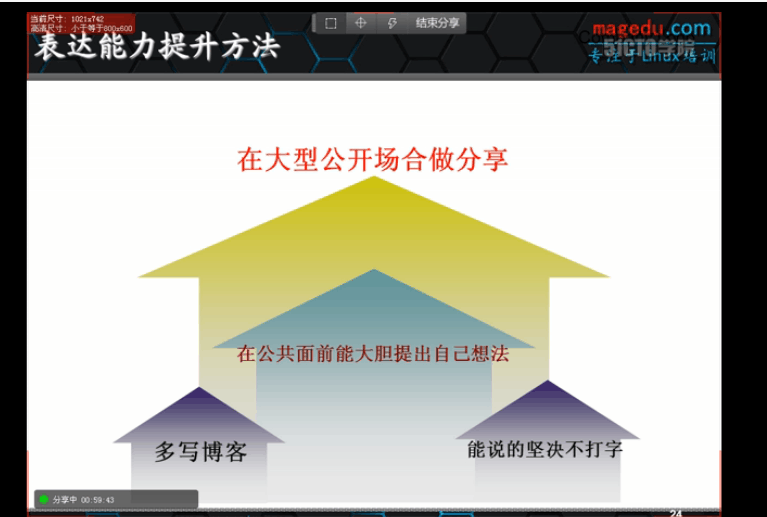 当前尺寸: 1021x742
高清尺寸: 小于等于800x600
结束分享
表达能力提升方法
magedu.com
51CTO学院
专注于Linux培训
在大型公开场合做分享
在公共面前能大胆提出自己想法
多写博客
能说的坚决不打字
分享中 00:59:43
24